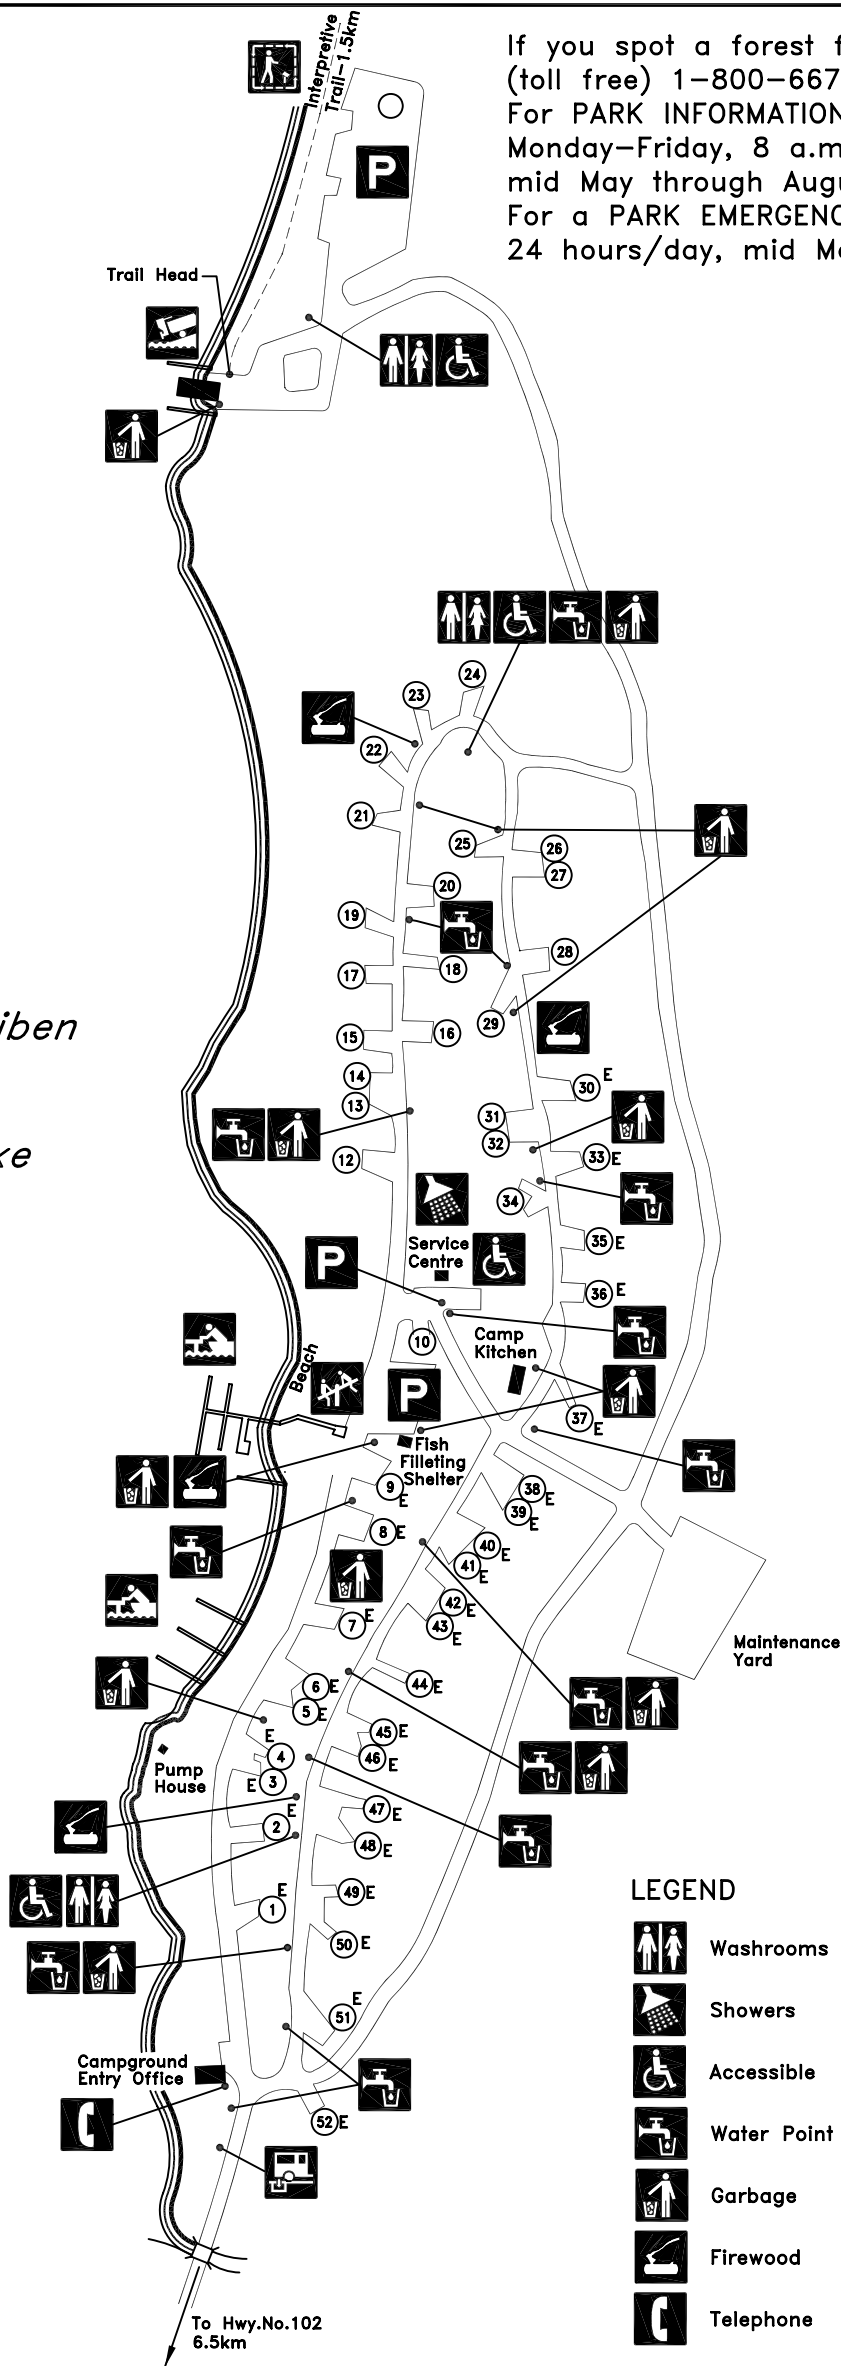 If you spot a forest f
(toll free) 1-800-667
For PARK INFORMATION
Monday-Friday, 8 a.m
mid May through Augu
For a PARK EMERGENC
24 hours/day, mid Ma
Interpretive
Trail-1.5km
P
Trail Head
24
23
22
21
25
26
27
20
19
18
28
17
29
16
15
14
13
30 E
31
32
12
33 E
34
iben
ke
Service
Centre
P
35 E
36 E
10
Camp
Kitchen
Beach
P
37 E
Fish
Filleting
Shelter
9 E
38 E
39 E
8 E
40 E
41 E
42 E
43 E
7 E
Maintenance
Yard
6 E
5 E
44 E
E 4
E 3
45 E
46 E
Pump
House
E
2
47 E
48 E
E
1
49 E
50 E
E
51
Campground
Entry Office
52 E
To Hwy.No.102
6.5km
LEGEND
Washrooms
Showers
Accessible
Water Point
Garbage
Firewood
Telephone